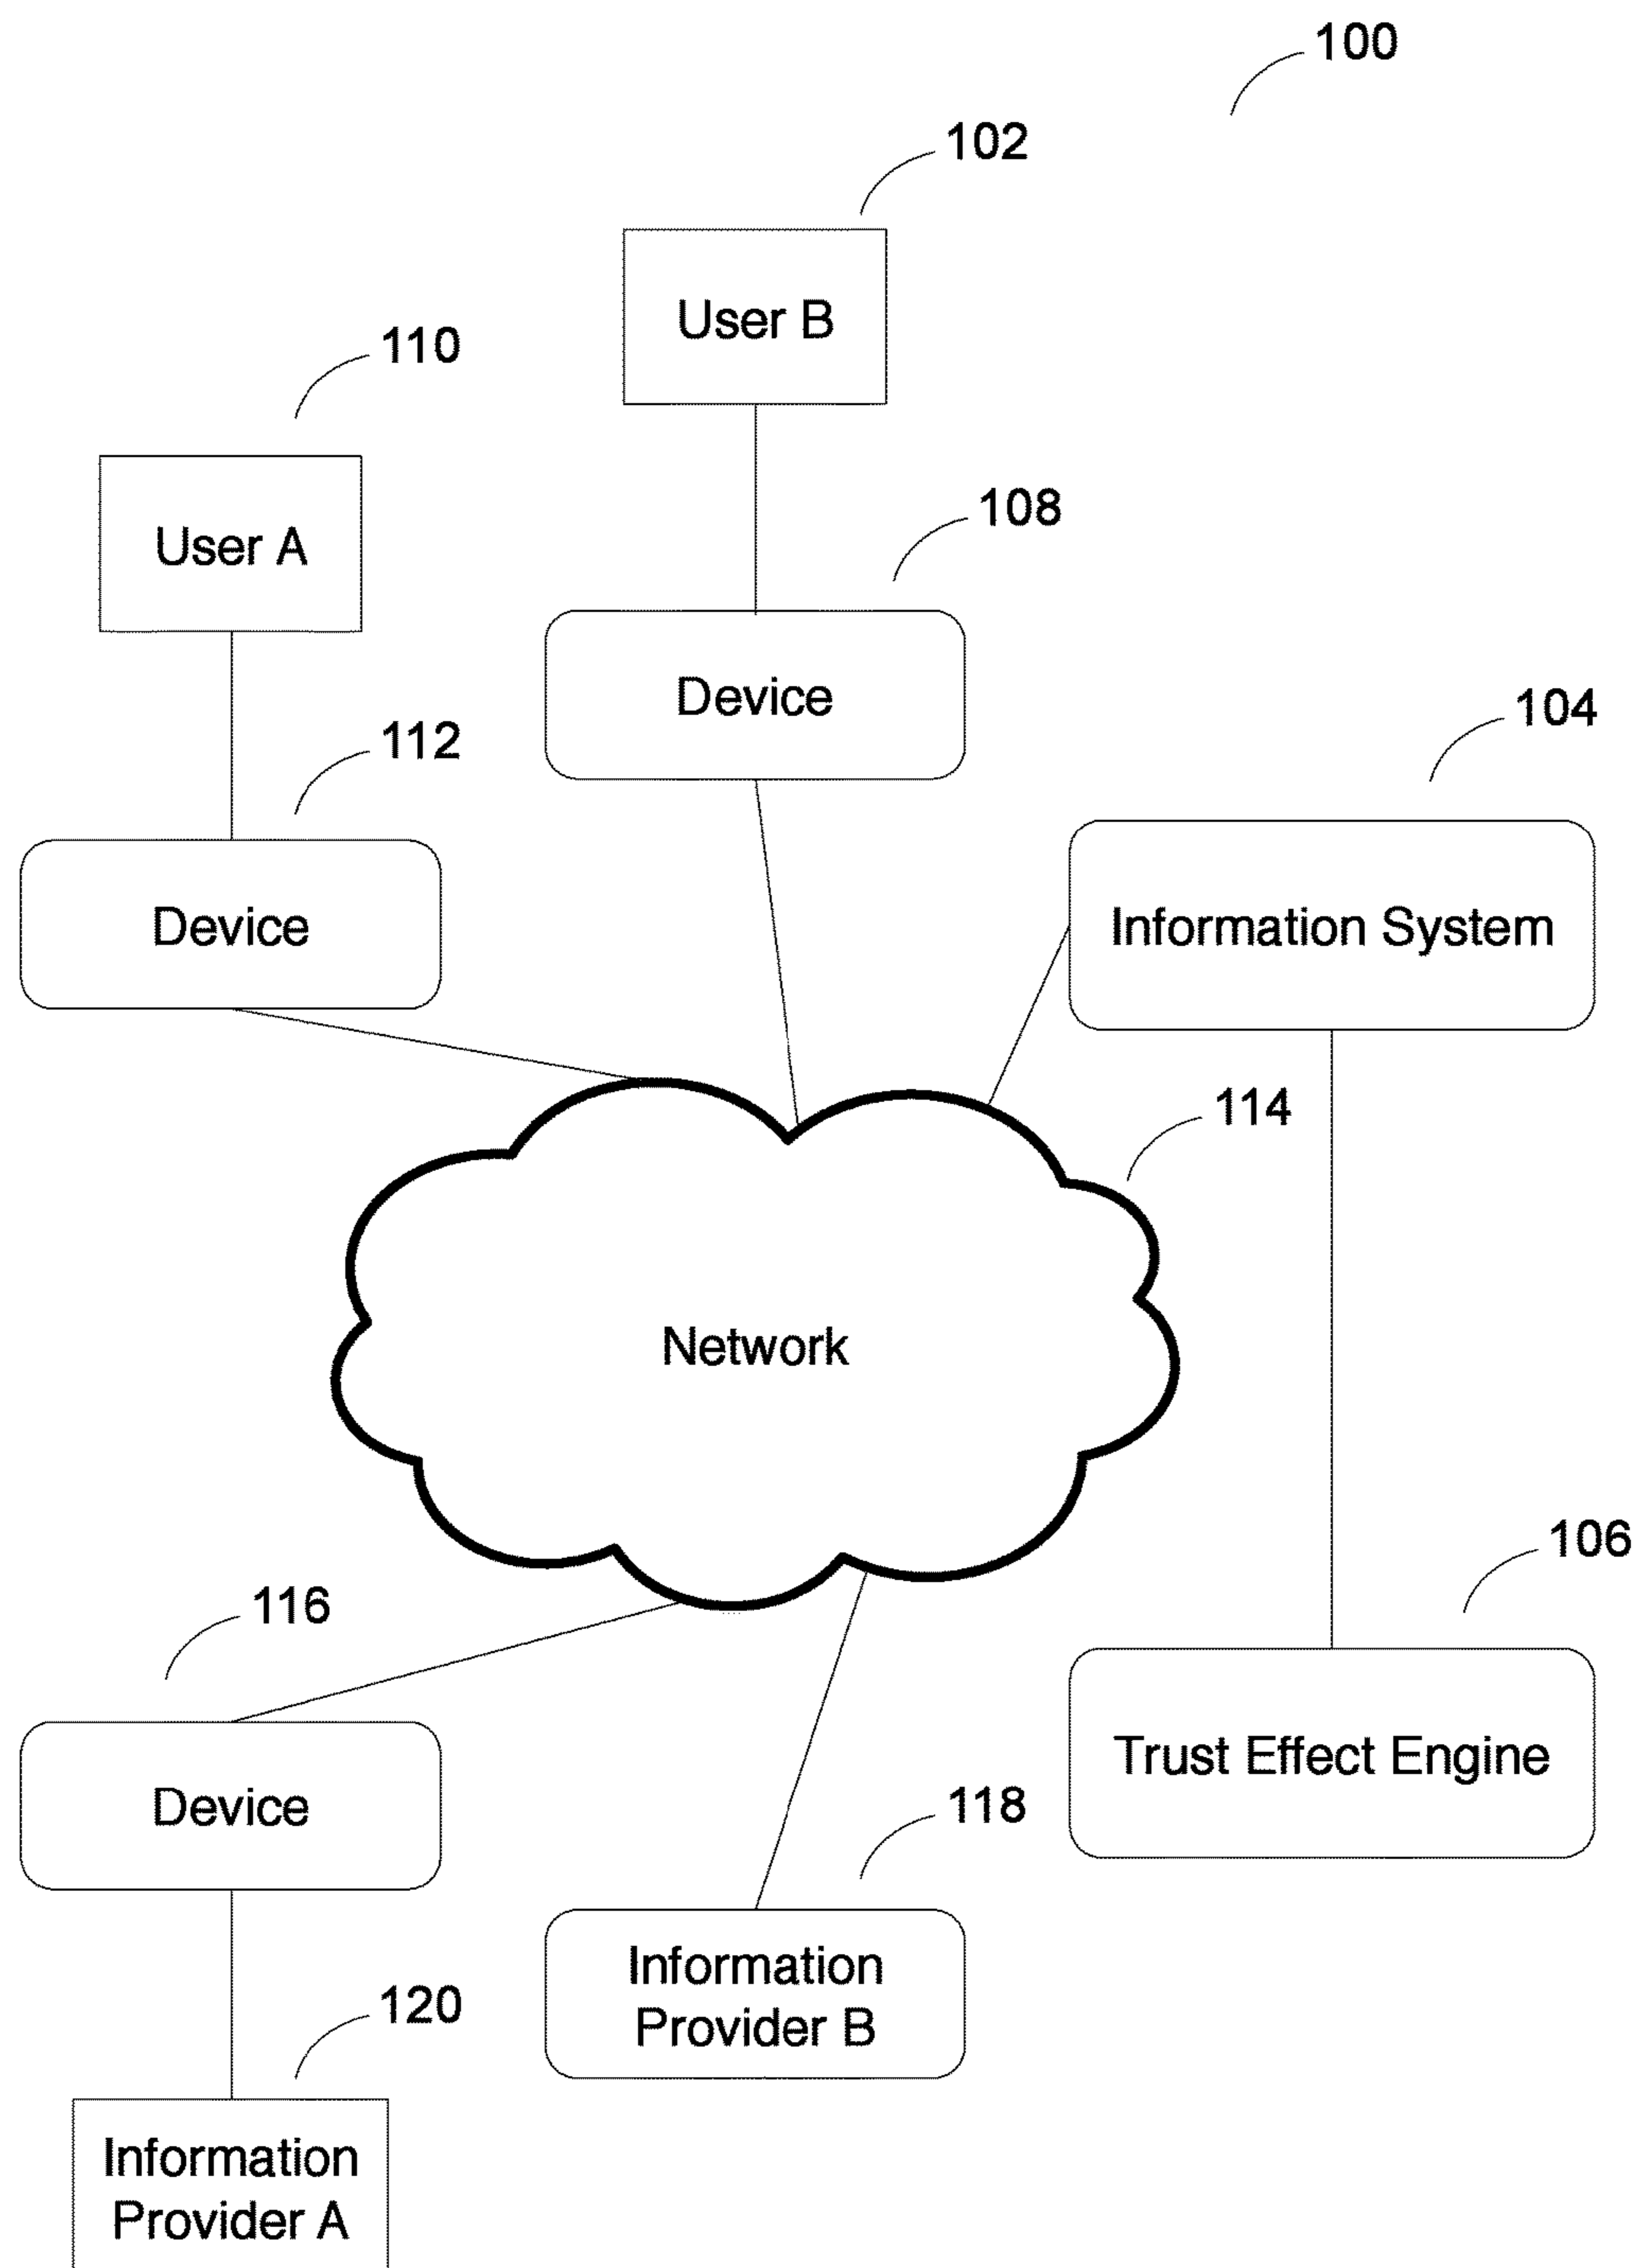 100
102
User B
110
User A
108
Device
104
112
Information System
Device
114
Network
106
116
Trust Effect Engine
Device
118
Information
Provider B
120
Information
Provider A